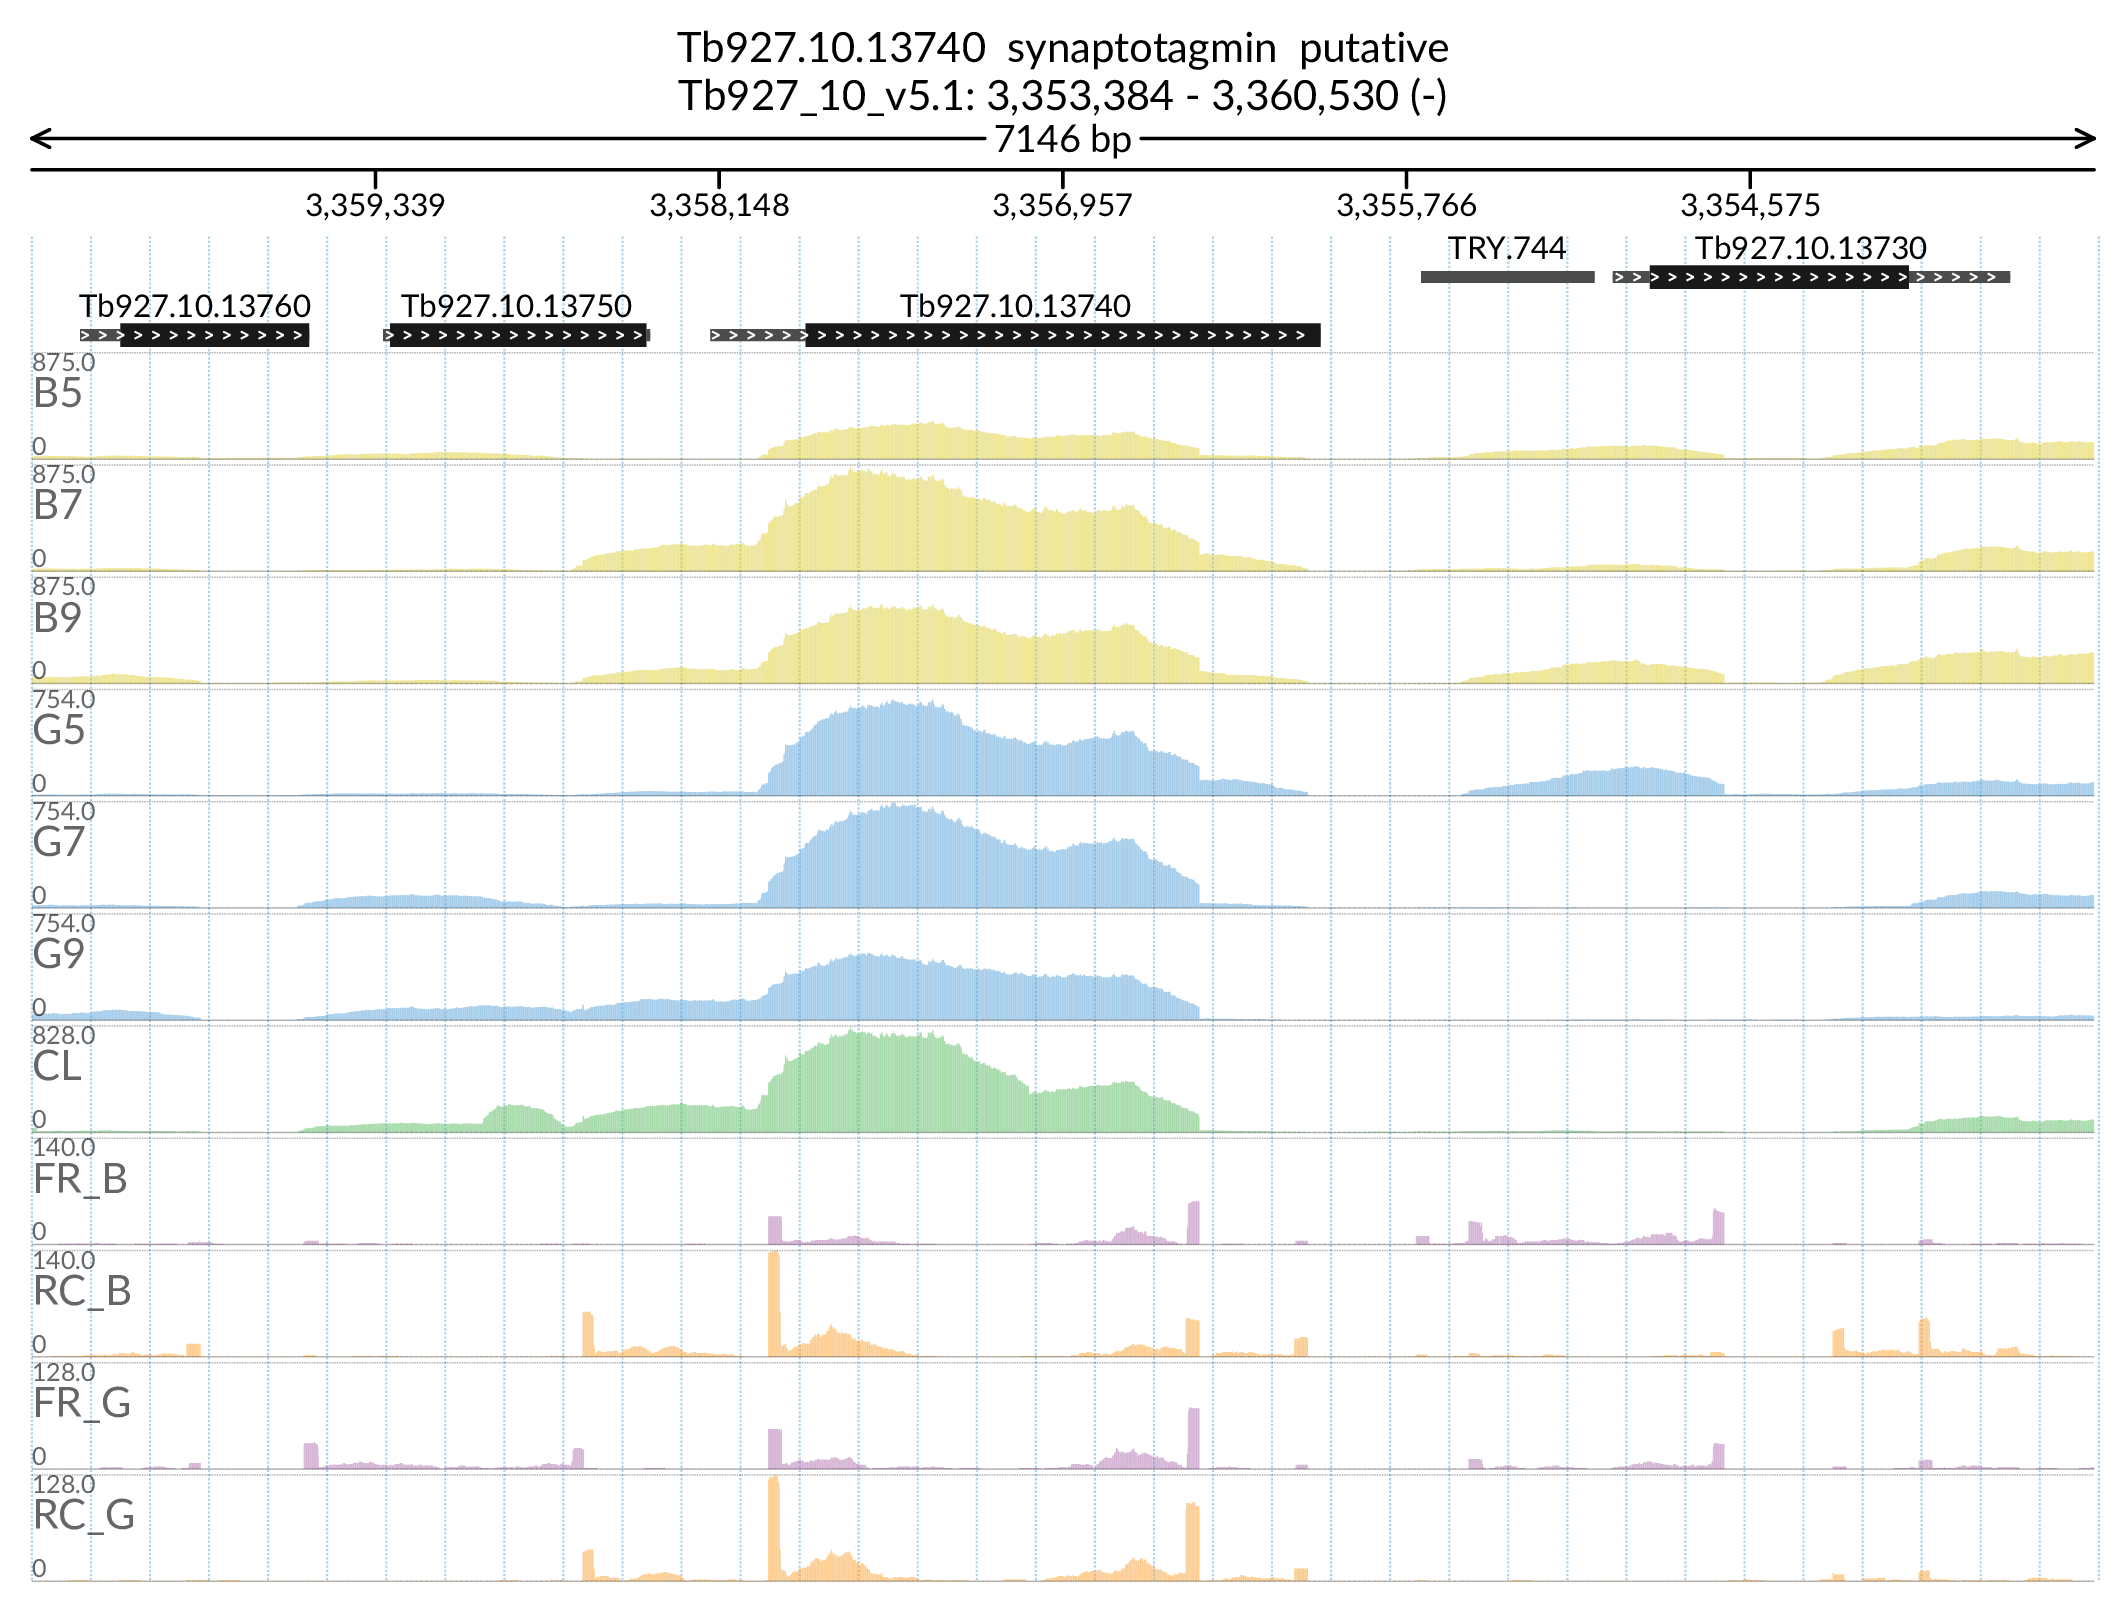 Tb927.10.13740 synaptotagmin putative
Tb927_10_v5.1: 3,353,384 - 3,360,530 (-)
7146 bp
3,359,339 3,358,148 3,356,957 3,355,766 3,354,575
TRY.744 Tb927.10.13730
Tb927.10.13760 Tb927.10.13750 Tb927.10.13740
875.0
B5
0
875.0
B7
0
875.0
B9
0
754.0
G5
0
754.0
G7
0
754.0
G9
0
828.0
CL
0
140.0
FR_B
0
140.0
RC_B
0
128.0
FR_G
0
128.0
RC_G
0